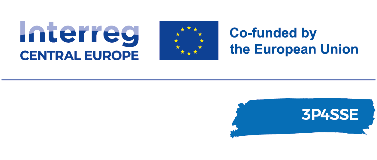 Interreg
CENTRAL EUROPE
Co-funded by
the European Union
3P4SSE